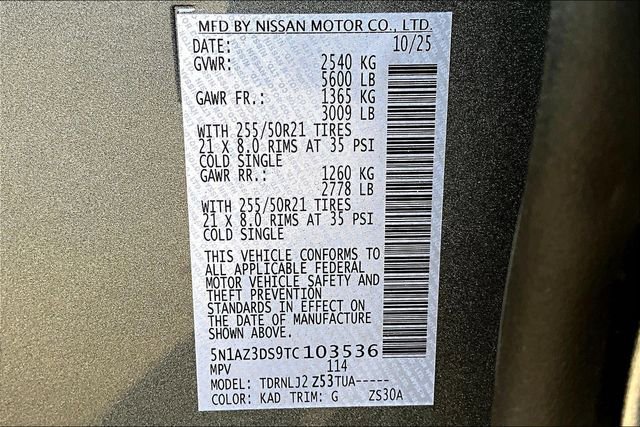 MFD BY NISSAN MOTOR CO., LTD.
DATE: 10/25
GVWR: 2540 KG
5600 LB
GAWR FR.: 1365 KG
3009 LB
WITH 255/50R21 TIRES
21 X 8.0 RIMS AT 35 PSI
COLD SINGLE
GAWR RR.: 1260 KG
2778 LB
WITH 255/50R21 TIRES
21 X 8.0 RIMS AT 35 PSI
COLD SINGLE
THIS VEHICLE CONFORMS TO
ALL APPLICABLE FEDERAL
MOTOR VEHICLE SAFETY AND
THEFT PREVENTION
STANDARDS IN EFFECT ON
THE DATE OF MANUFACTURE
SHOWN ABOVE.
5N1AZ3DS9TC103536
MPV 114
MODEL: TDRNLJ2 Z53TUA-----
COLOR: KAD TRIM: G ZS30A